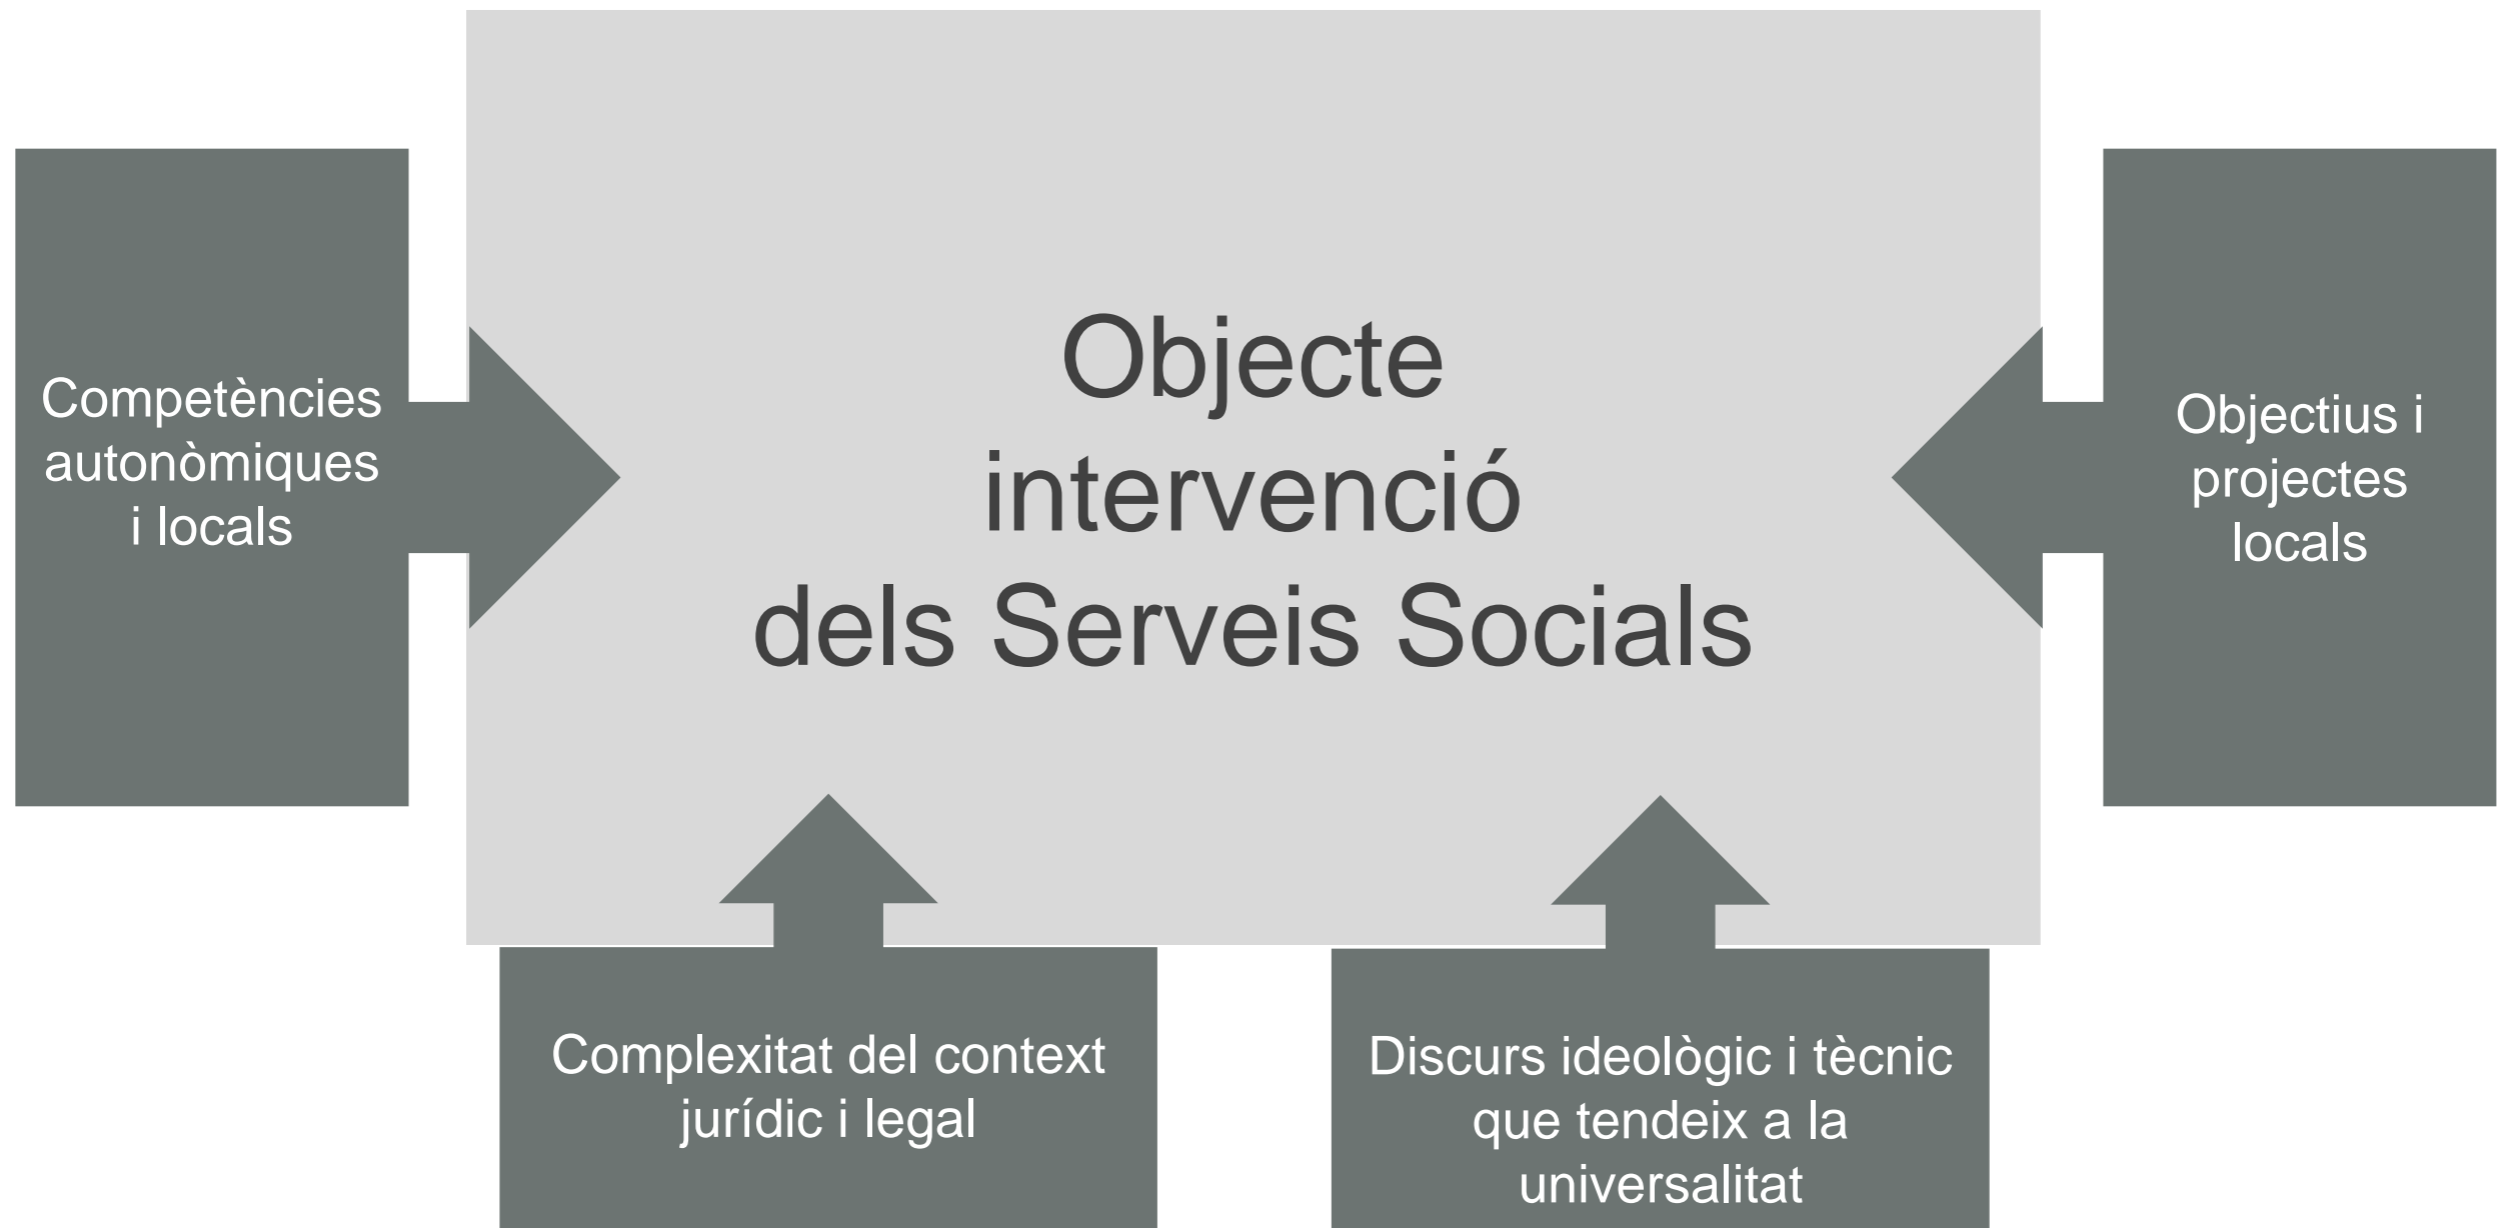 Objecte
intervenció
dels Serveis Socials
Competències
autonòmiques
i locals
Objectius i
projectes
locals
Complexitat del context
jurídic i legal
Discurs ideològic i tècnic
que tendeix a la
universalitat